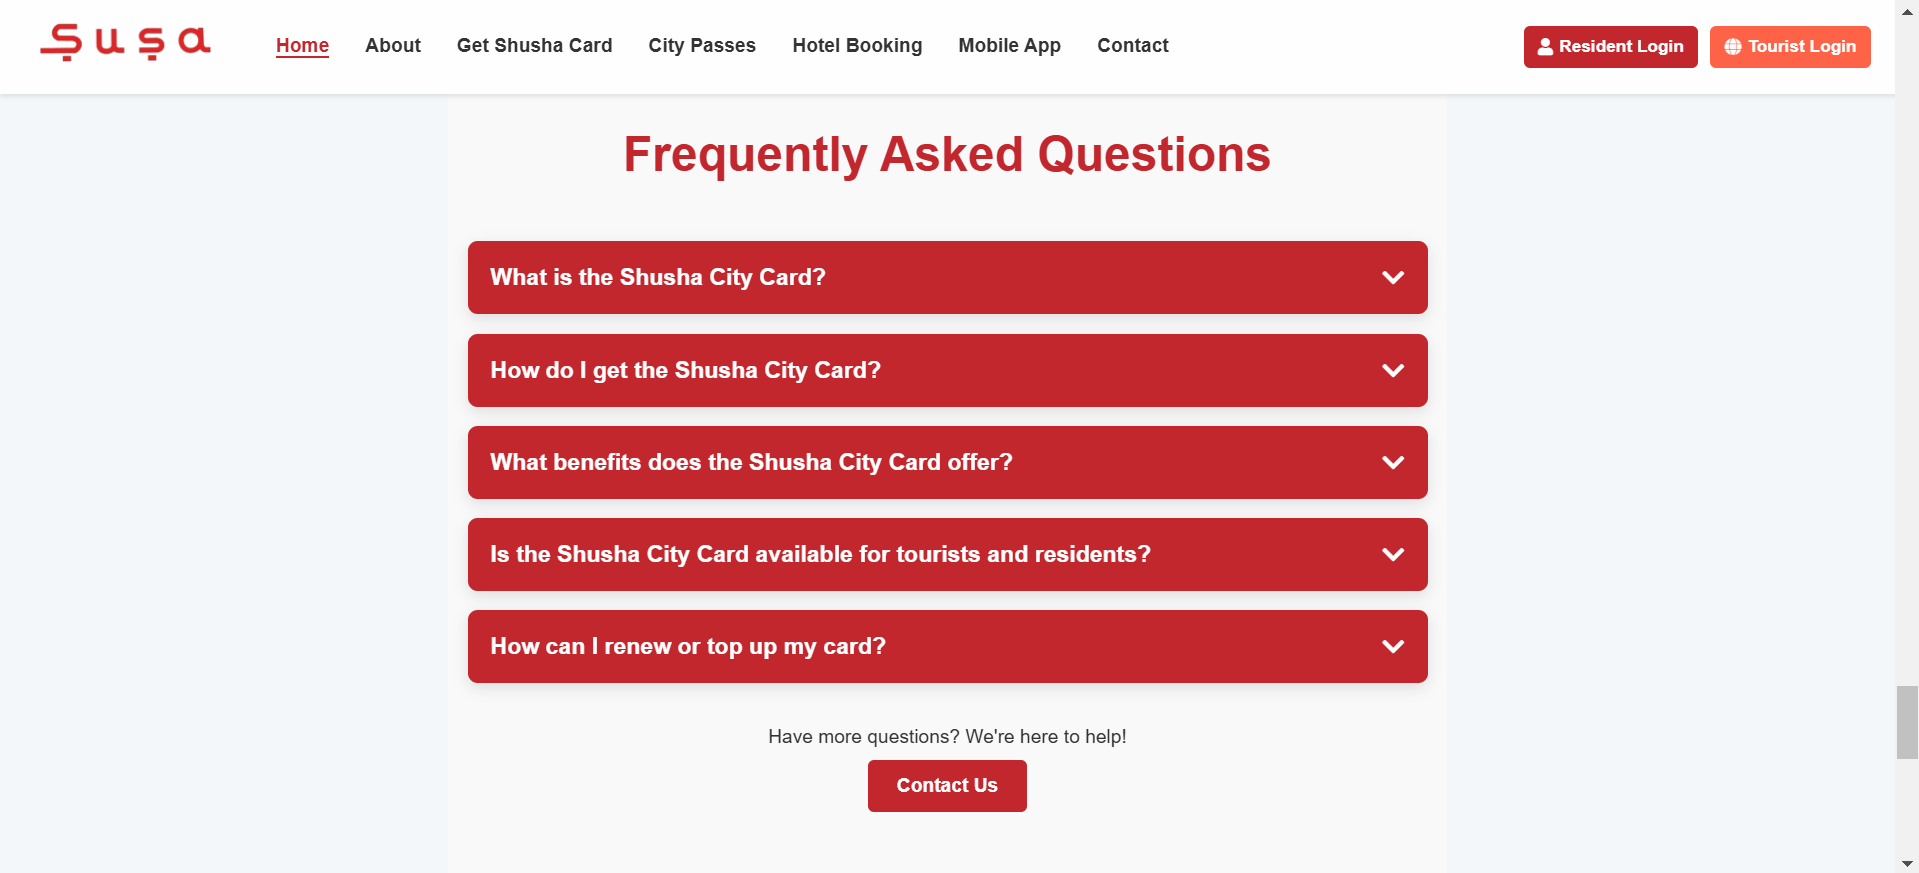 Şuşa
Home About Get Shusha Card City Passes Hotel Booking Mobile App Contact Resident Login Tourist Login
Frequently Asked Questions
What is the Shusha City Card?
How do I get the Shusha City Card?
What benefits does the Shusha City Card offer?
Is the Shusha City Card available for tourists and residents?
How can I renew or top up my card?
Have more questions? We're here to help!
Contact Us